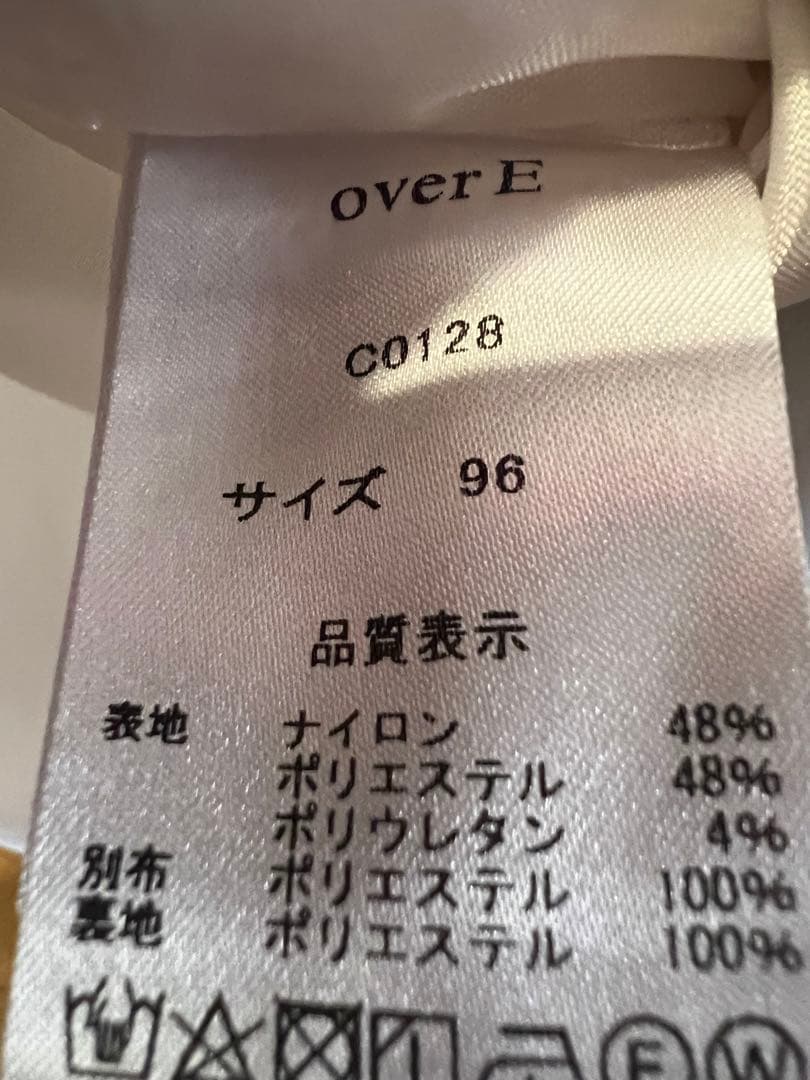 over E
C0128
サイズ 96
品質表示
表地 ナイロン 48%
ポリエステル 48%
ポリウレタン 4%
別布 ポリエステル 100%
裏地 ポリエステル 100%
F W